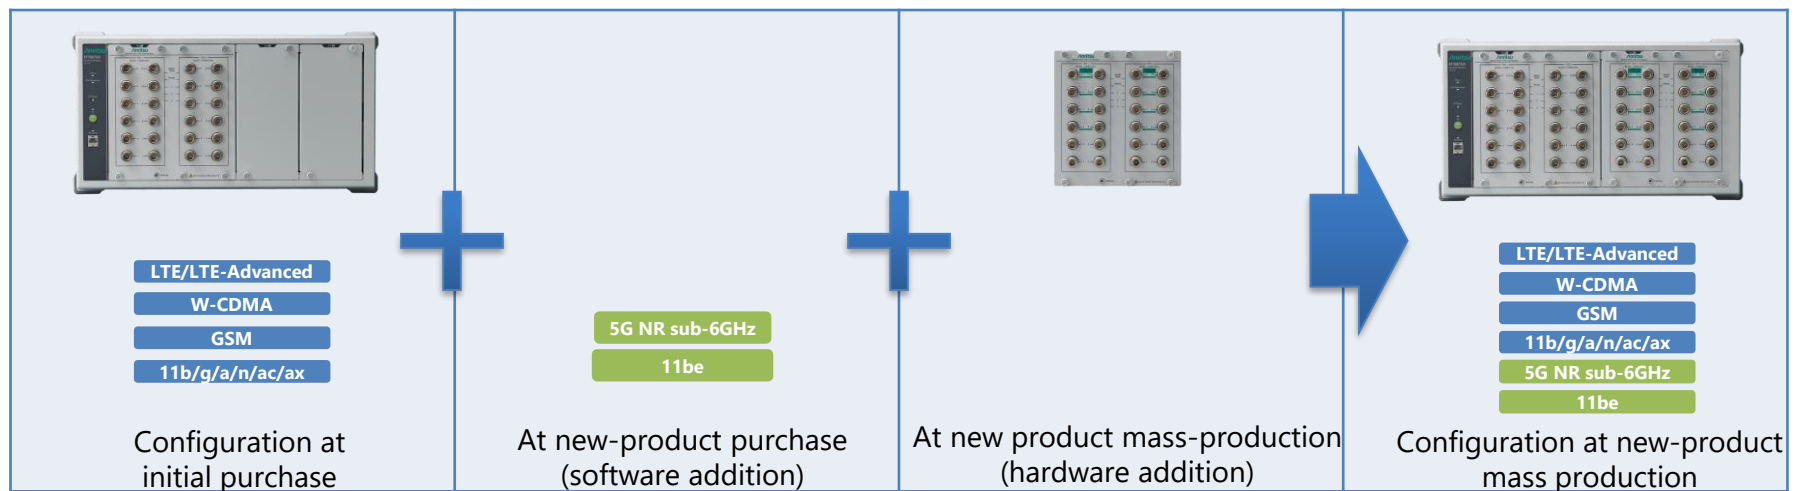 Anritsu
LTE/LTE-Advanced
W-CDMA
GSM
11b/g/a/n/ac/ax
Configuration at
initial purchase
5G NR sub-6GHz
11be
At new-product purchase
(software addition)
At new product mass-production
(hardware addition)
LTE/LTE-Advanced
W-CDMA
GSM
11b/g/a/n/ac/ax
5G NR sub-6GHz
11be
Configuration at new-product
mass production